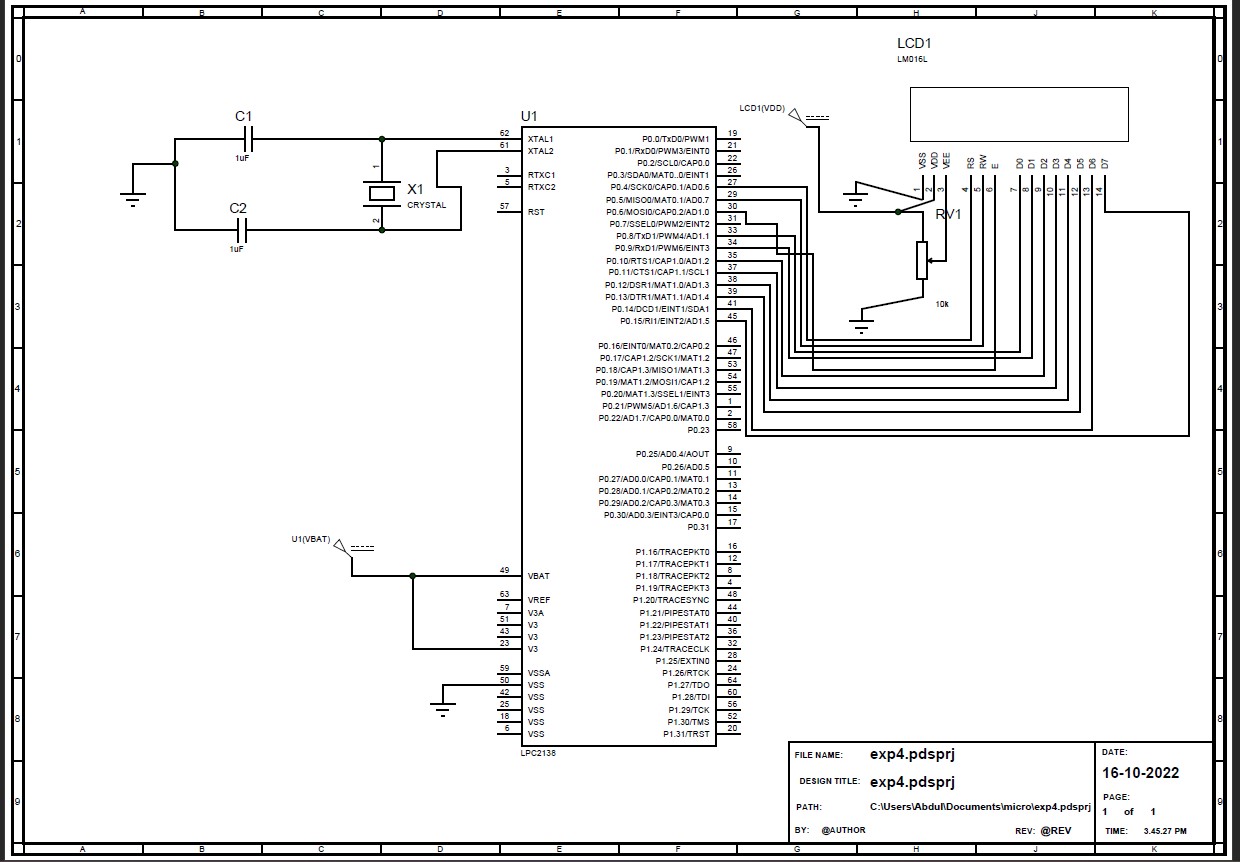 A B C D E F G H J K
0 0
1 1
2 2
3 3
4 4
5 5
6 6
7 7
8 8
9 9
LCD1
LM016L
VSS VDD VEE RS RW E D0 D1 D2 D3 D4 D5 D6 D7
1 2 3 4 5 6 7 8 9 10 11 12 13 14
LCD1(VDD)
RV1
10k
C1
1uF
C2
1uF
1
X1
CRYSTAL
2
U1
62 XTAL1 P0.0/TxD0/PWM1 19
61 XTAL2 P0.1/RxD0/PWM3/EINT0 21
P0.2/SCL0/CAP0.0 22
3 RTXC1 P0.3/SDA0/MAT0..0/EINT1 26
5 RTXC2 P0.4/SCK0/CAP0.1/AD0.6 27
P0.5/MISO0/MAT0.1/AD0.7 29
57 RST P0.6/MOSI0/CAP0.2/AD1.0 30
P0.7/SSEL0/PWM2/EINT2 31
P0.8/TxD1/PWM4/AD1.1 33
P0.9/RxD1/PWM6/EINT3 34
P0.10/RTS1/CAP1.0/AD1.2 35
P0.11/CTS1/CAP1.1/SCL1 37
P0.12/DSR1/MAT1.0/AD1.3 38
P0.13/DTR1/MAT1.1/AD1.4 39
P0.14/DCD1/EINT1/SDA1 41
P0.15/RI1/EINT2/AD1.5 45
P0.16/EINT0/MAT0.2/CAP0.2 46
P0.17/CAP1.2/SCK1/MAT1.2 47
P0.18/CAP1.3/MISO1/MAT1.3 53
P0.19/MAT1.2/MOSI1/CAP1.2 54
P0.20/MAT1.3/SSEL1/EINT3 55
P0.21/PWM5/AD1.6/CAP1.3 1
P0.22/AD1.7/CAP0.0/MAT0.0 2
P0.23 58
P0.25/AD0.4/AOUT 9
P0.26/AD0.5 10
P0.27/AD0.0/CAP0.1/MAT0.1 11
P0.28/AD0.1/CAP0.2/MAT0.2 13
P0.29/AD0.2/CAP0.3/MAT0.3 14
P0.30/AD0.3/EINT3/CAP0.0 15
P0.31 17
U1(VBAT)
P1.16/TRACEPKT0 16
P1.17/TRACEPKT1 12
49 VBAT P1.18/TRACEPKT2 8
P1.19/TRACEPKT3 4
63 VREF P1.20/TRACESYNC 48
7 V3A P1.21/PIPESTAT0 44
51 V3 P1.22/PIPESTAT1 40
43 V3 P1.23/PIPESTAT2 36
23 V3 P1.24/TRACECLK 32
P1.25/EXTIN0 28
59 VSSA P1.26/RTCK 24
50 VSS P1.27/TDO 64
42 VSS P1.28/TDI 60
25 VSS P1.29/TCK 56
18 VSS P1.30/TMS 52
6 VSS P1.31/TRST 20
LPC2138
FILE NAME: exp4.pdsprj
DESIGN TITLE: exp4.pdsprj
PATH: C:\Users\Abdul\Documents\micro\exp4.pdsprj
BY: @AUTHOR REV: @REV
DATE:
16-10-2022
PAGE:
1 of 1
TIME: 3.45.27 PM
A B C D E F G H J K